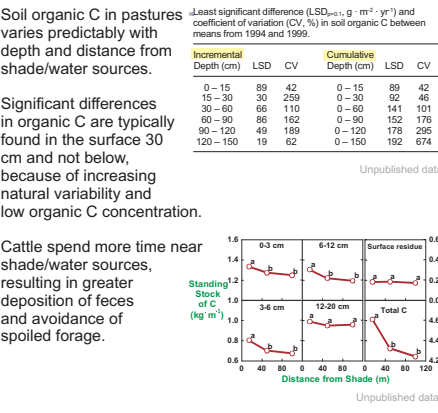 Soil organic C in pastures
varies predictably with
depth and distance from
shade/water sources.
Significant differences
in organic C are typically
found in the surface 30
cm and not below,
because of increasing
natural variability and
low organic C concentration.
Cattle spend more time near
shade/water sources,
resulting in greater
deposition of feces
and avoidance of
spoiled forage.
Least significant difference (LSDp=0.1, g · m-2 · yr-1) and
coefficient of variation (CV, %) in soil organic C between
means from 1994 and 1999.
Incremental Cumulative
Depth (cm) LSD CV Depth (cm) LSD CV
0 – 15 89 42 0 – 15 89 42
15 – 30 30 259 0 – 30 92 46
30 – 60 66 110 0 – 60 141 101
60 – 90 86 162 0 – 90 152 176
90 – 120 49 189 0 – 120 178 295
120 – 150 19 62 0 – 150 192 674
Unpublished data
1.6 0-3 cm 6-12 cm Surface residue 0.6
a b b a b b a a a
1.4 0.4
1.2 0.2
Standing
Stock
of C
(kg·m-2)
1.0 1.0 0.0
3-6 cm 12-20 cm Total C
a b b a a a a b b
0.8 4.6
0.8 4.4
0.6 4.2
0 40 80 0 40 80 0 40 80 120
Distance from Shade (m)
Unpublished data